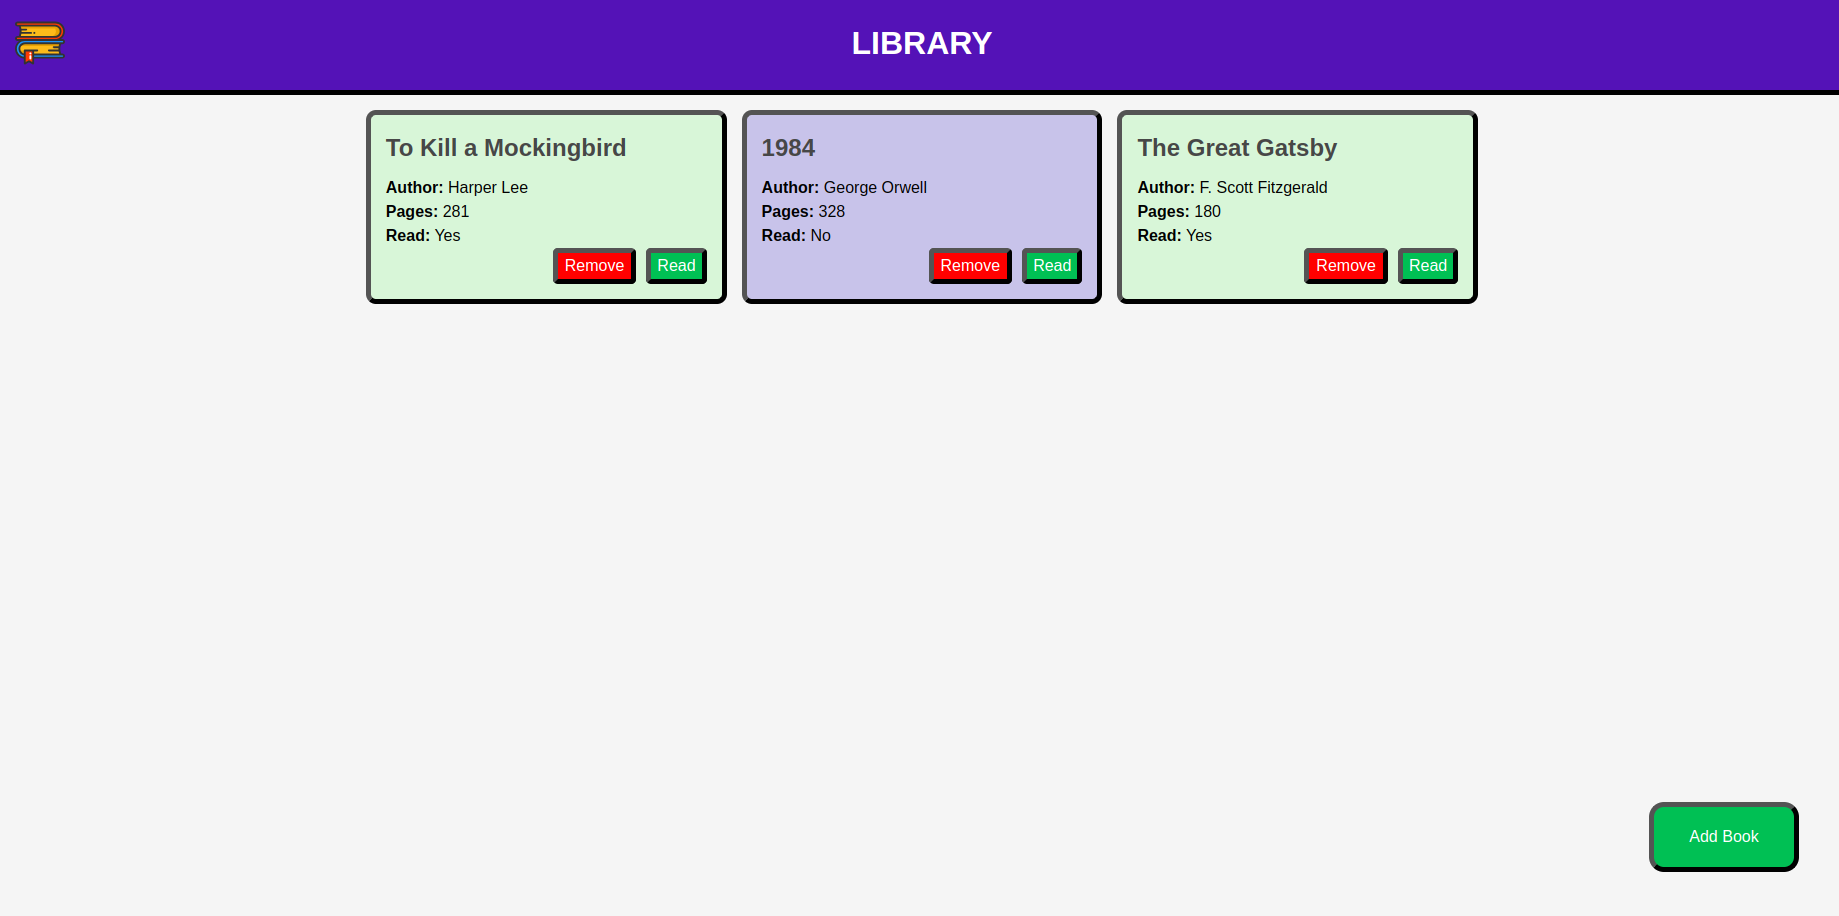 LIBRARY
To Kill a Mockingbird
Author: Harper Lee
Pages: 281
Read: Yes
Remove
Read
1984
Author: George Orwell
Pages: 328
Read: No
Remove
Read
The Great Gatsby
Author: F. Scott Fitzgerald
Pages: 180
Read: Yes
Remove
Read
Add Book